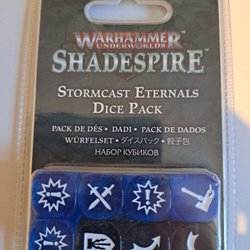 WARHAMMER
UNDERWORLDS
SHADESPIRE
STORMCAST ETERNALS
DICE PACK
PACK DE DÉS • DADI • PACK DE DADOS
WÜRFELSET • ダイスパック • 骰子包
НАБОР КУБИКОВ